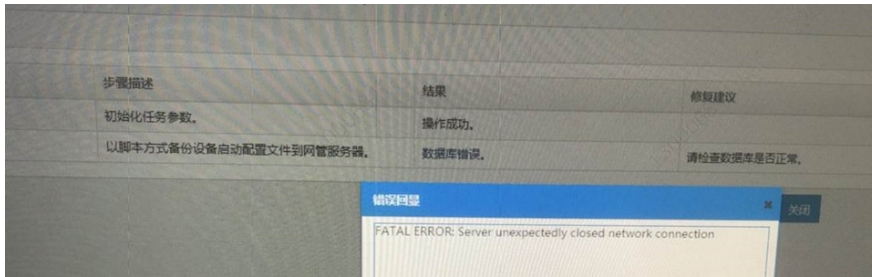 步骤描述
结果
修复建议
初始化任务参数。
操作成功。
以脚本方式备份设备启动配置文件到网管服务器。
数据库错误。
请检查数据库是否正常。
错误回显
×
关闭
FATAL ERROR: Server unexpectedly closed network connection